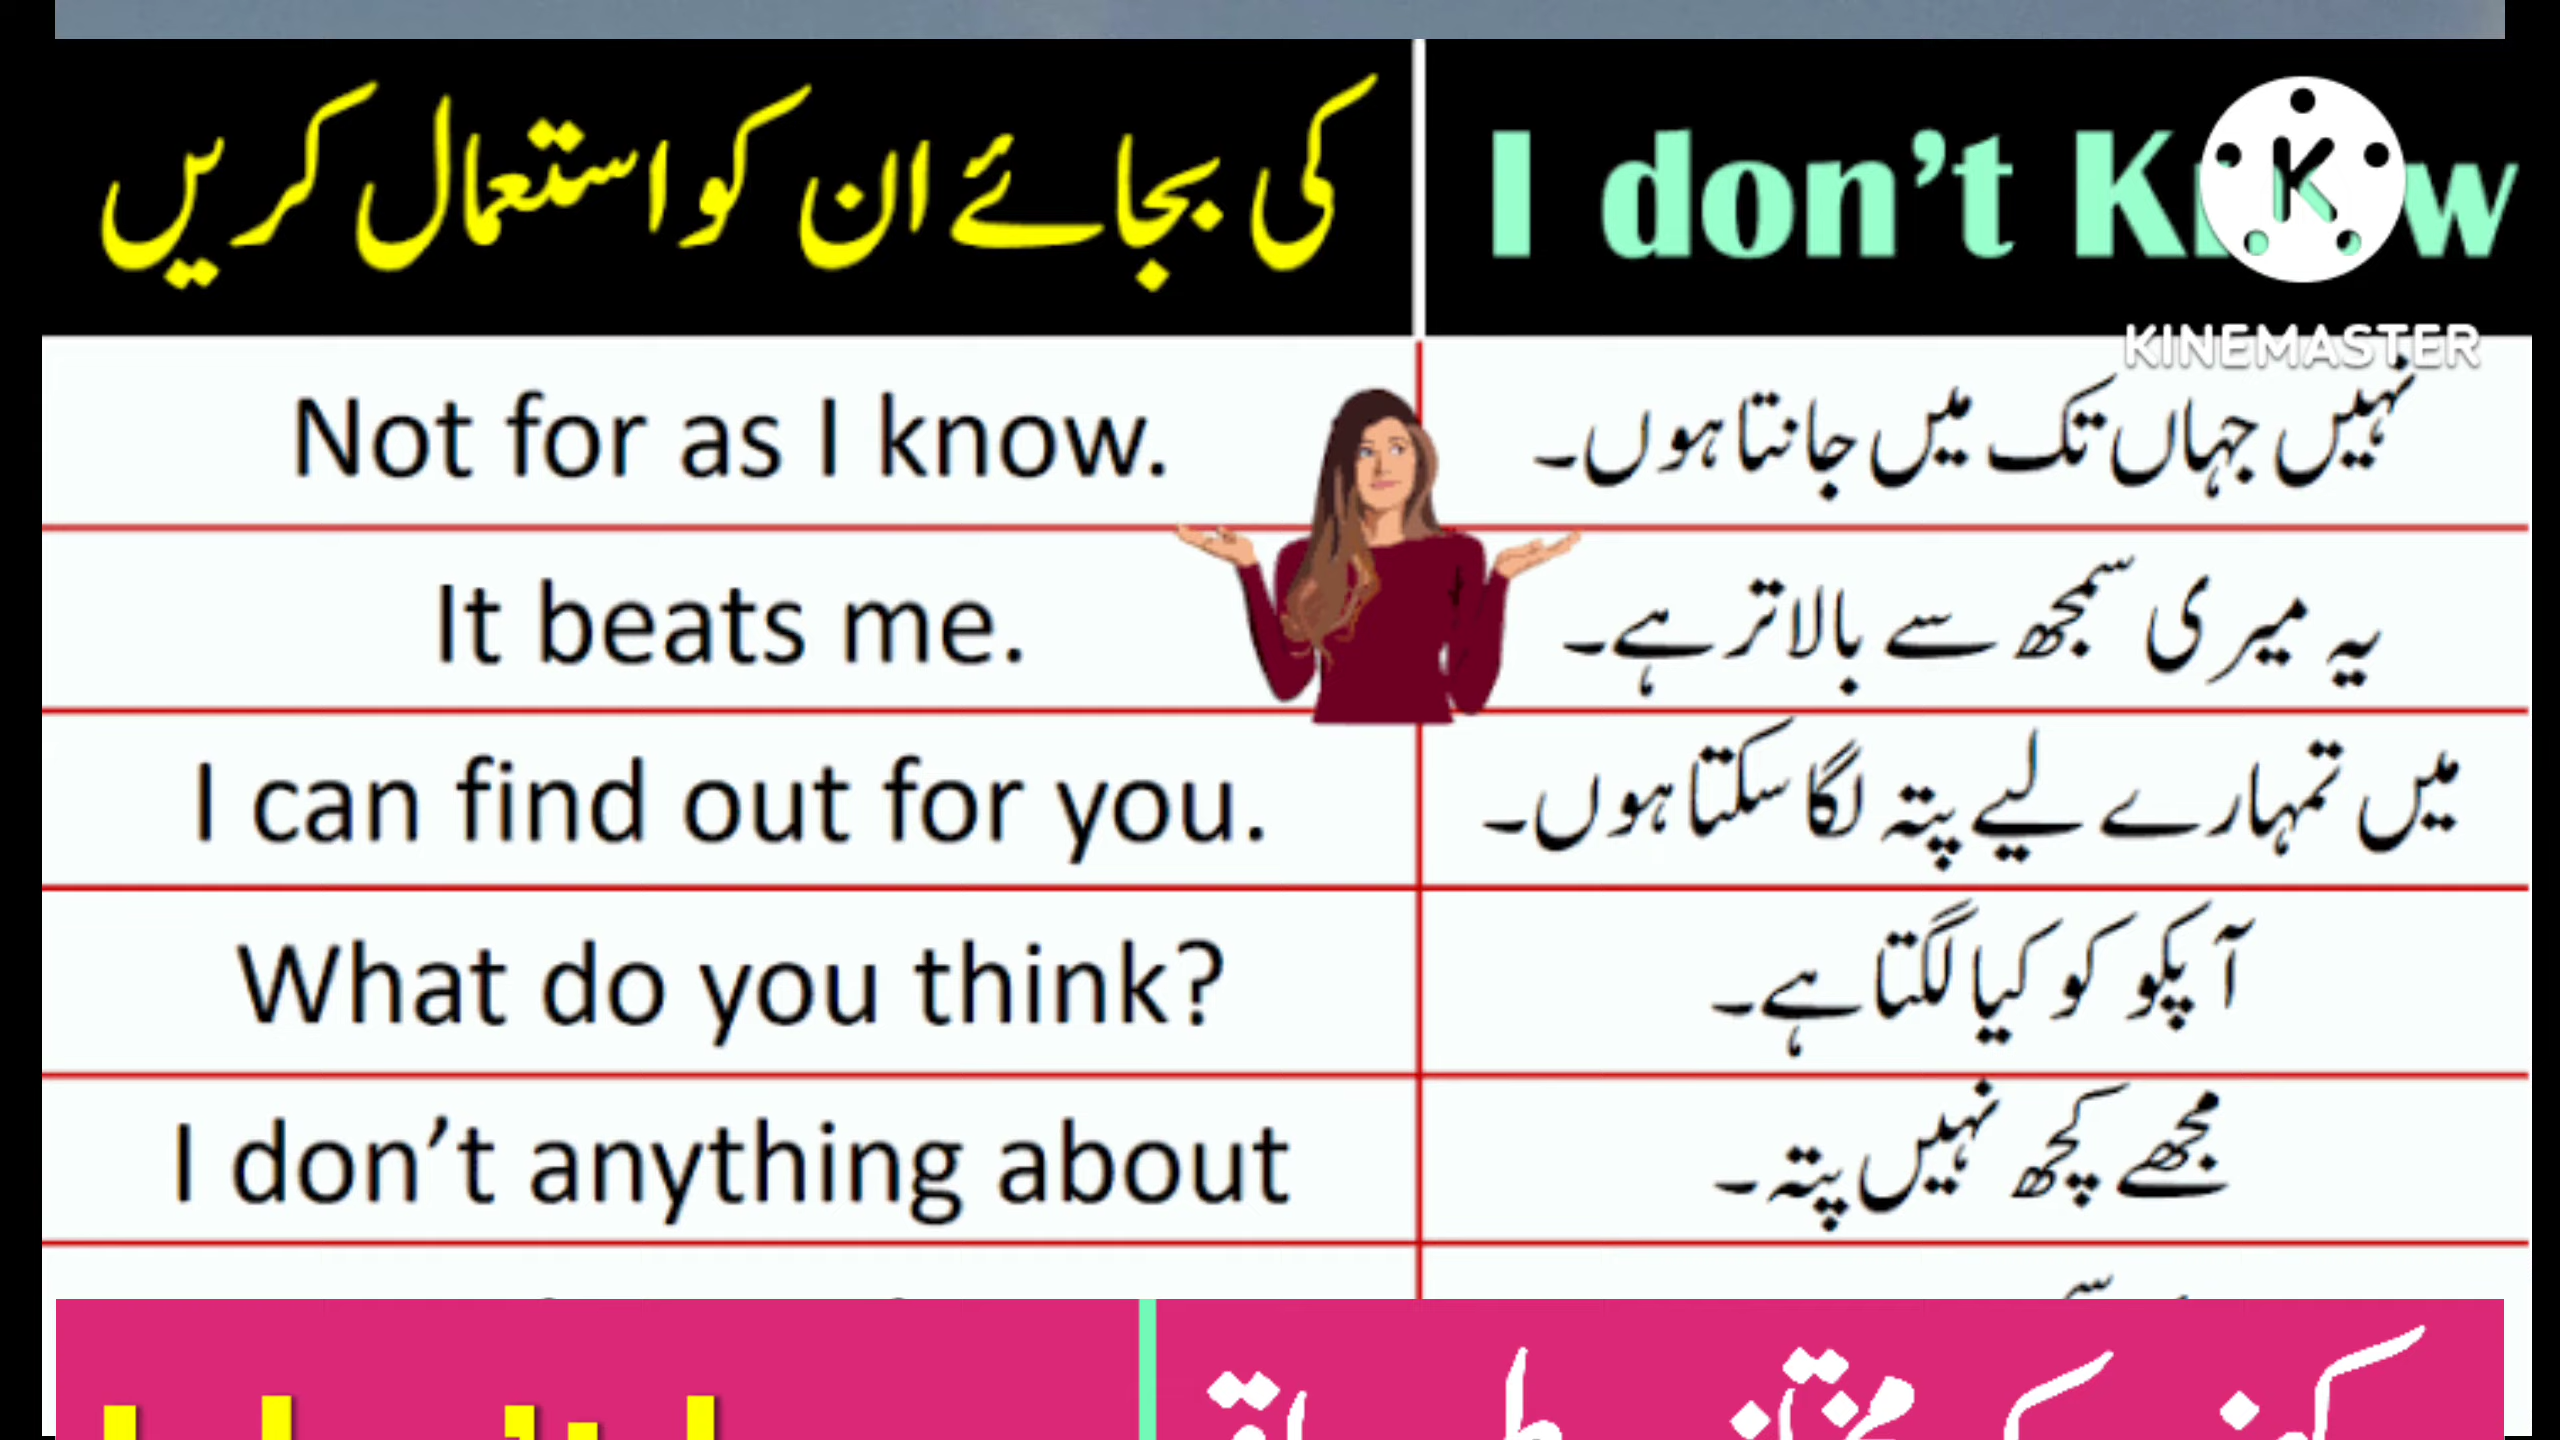 I don't Know کی بجائے ان کو استعمال کریں
KINEMASTER
Not for as I know. نہیں جہاں تک میں جانتا ہوں۔
It beats me. یہ میری سمجھ سے بالاتر ہے۔
I can find out for you. میں تمہارے لیے پتہ لگا سکتا ہوں۔
What do you think? آپکو کو کیا لگتا ہے۔
I don't anything about مجھے کچھ نہیں پتہ۔